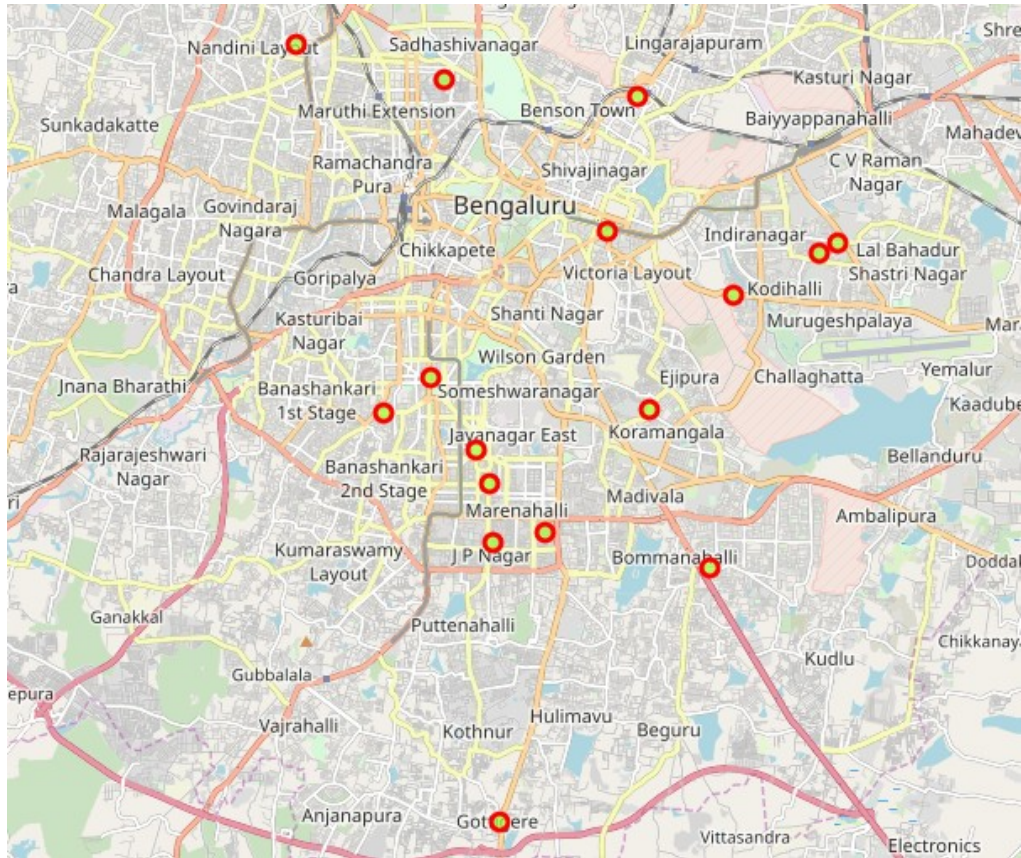 Nandini Layout
Sadhashivanagar
Lingarajapuram
Shre
Kasturi Nagar
Maruthi Extension
Benson Town
Baiyyappanahalli
Sunkadakatte
Mahadev
Ramachandra
Pura
Shivajinagar
C V Raman
Nagar
Malagala
Govindaraj
Nagara
Bengaluru
Indiranagar
Lal Bahadur
Shastri Nagar
Chikkapete
Chandra Layout
Goripalya
Victoria Layout
Kodihalli
a
Kasturibai
Nagar
Shanti Nagar
Murugeshpalaya
Mara
Wilson Garden
Jnana Bharathi
Banashankari
1st Stage
Someshwaranagar
Ejipura
Challaghatta
Yemalur
Kaadube
Jayanagar East
Koramangala
Rajarajeshwari
Nagar
Banashankari
2nd Stage
Bellanduru
ri
Marenahalli
Madivala
Ambalipura
Kumaraswamy
Layout
J P Nagar
Bommanahalli
Doddak
Ganakkal
Puttenahalli
Chikkanaya
Kudlu
epura
Gubbalala
Vajrahalli
Kothnur
Hulimavu
Beguru
Anjanapura
Vittasandra
Electronics